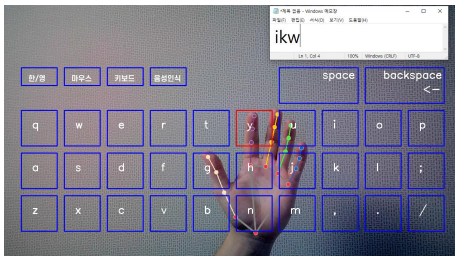 *제목 없음 - Windows 메모장
파일(F) 편집(E) 서식(O) 보기(V) 도움말(H)
ikw
Ln 1, Col 4 100% Windows (CRLF) UTF-8
한/영 마우스 키보드 음성인식 space backspace
<-
q w e r t y u i o p
a s d f g h j k l ;
z x c v b n m , . /